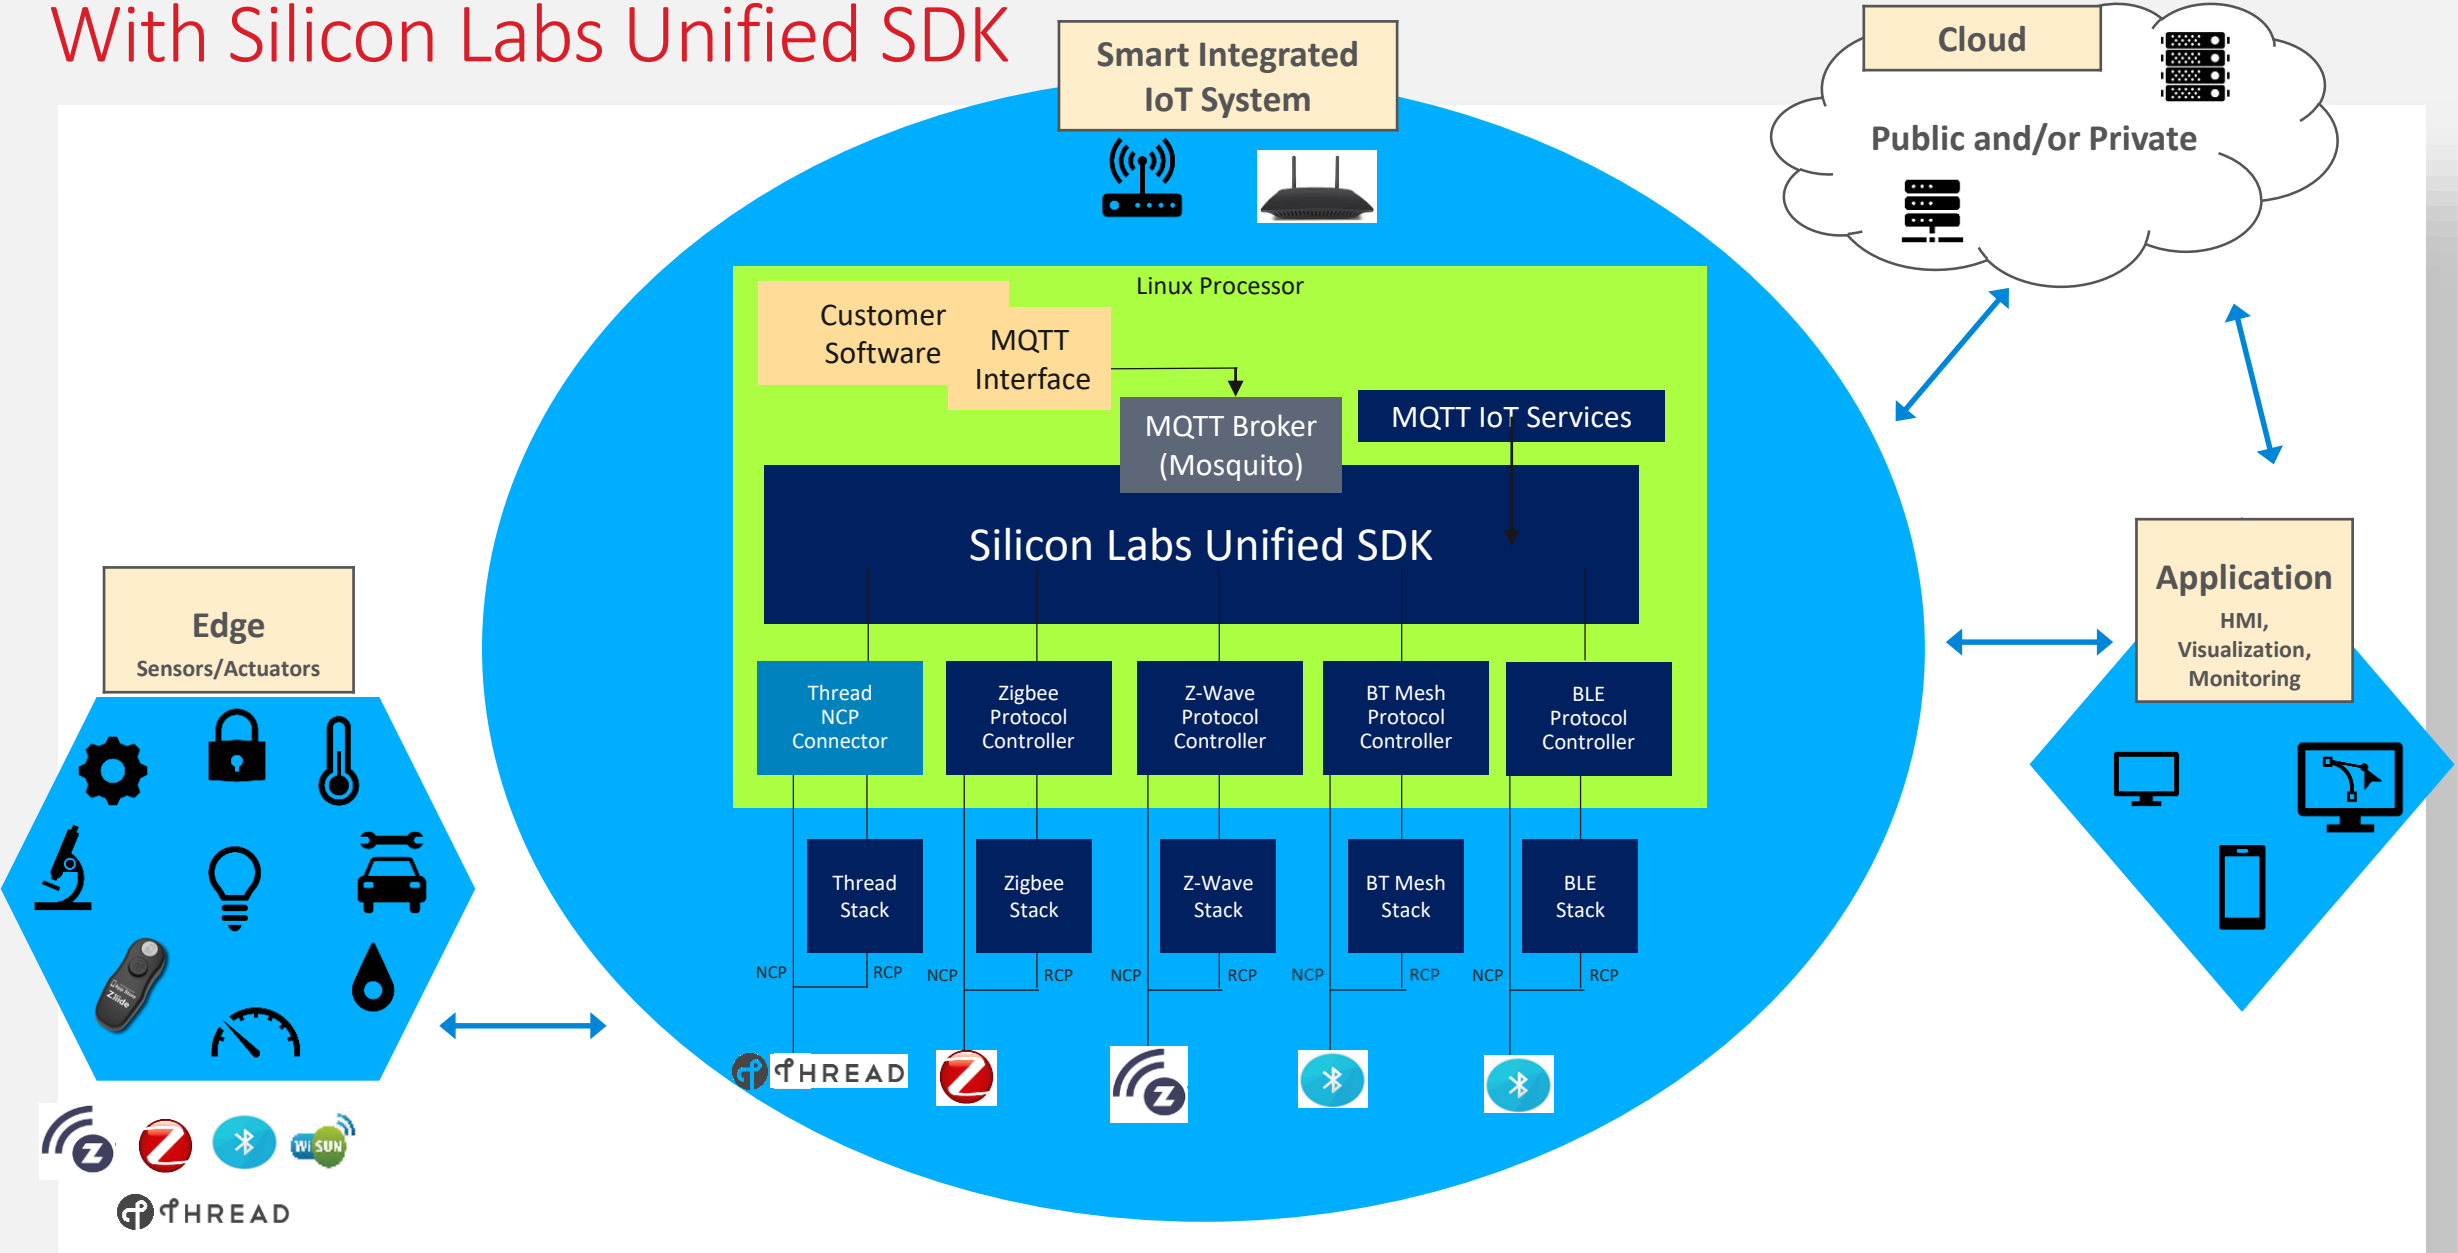 With Silicon Labs Unified SDK
Smart Integrated
IoT System
Cloud
Public and/or Private
Linux Processor
Customer
Software
MQTT
Interface
MQTT Broker
(Mosquito)
MQTT IoT Services
Silicon Labs Unified SDK
Edge
Sensors/Actuators
Application
HMI,
Visualization,
Monitoring
Thread
NCP
Connector
Zigbee
Protocol
Controller
Z-Wave
Protocol
Controller
BT Mesh
Protocol
Controller
BLE
Protocol
Controller
Thread
Stack
Zigbee
Stack
Z-Wave
Stack
BT Mesh
Stack
BLE
Stack
NCP
RCP
NCP
RCP
NCP
RCP
NCP
RCP
NCP
RCP
THREAD
Z
Z
Zliide
Z
Z
Wi SUN
THREAD